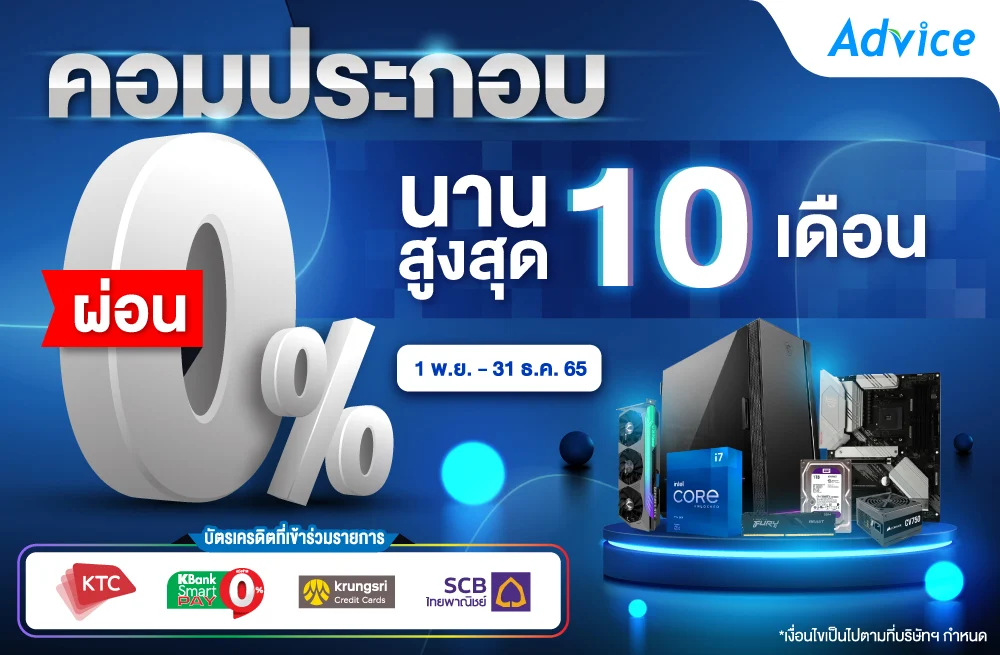 Advice
คอมประกอบ
0%
ผ่อน
นาน
สูงสุด
10 เดือน
1 พ.ย. - 31 ธ.ค. 65
i7
intel
CORE
UNLOCKED
1TB
FURY
BEAST
CV750
บัตรเครดิตที่เข้าร่วมรายการ
KTC
KBank
Smart
PAY
0%
krungsri
Credit Cards
SCB
ไทยพาณิชย์
*เงื่อนไขเป็นไปตามที่บริษัทฯ กำหนด